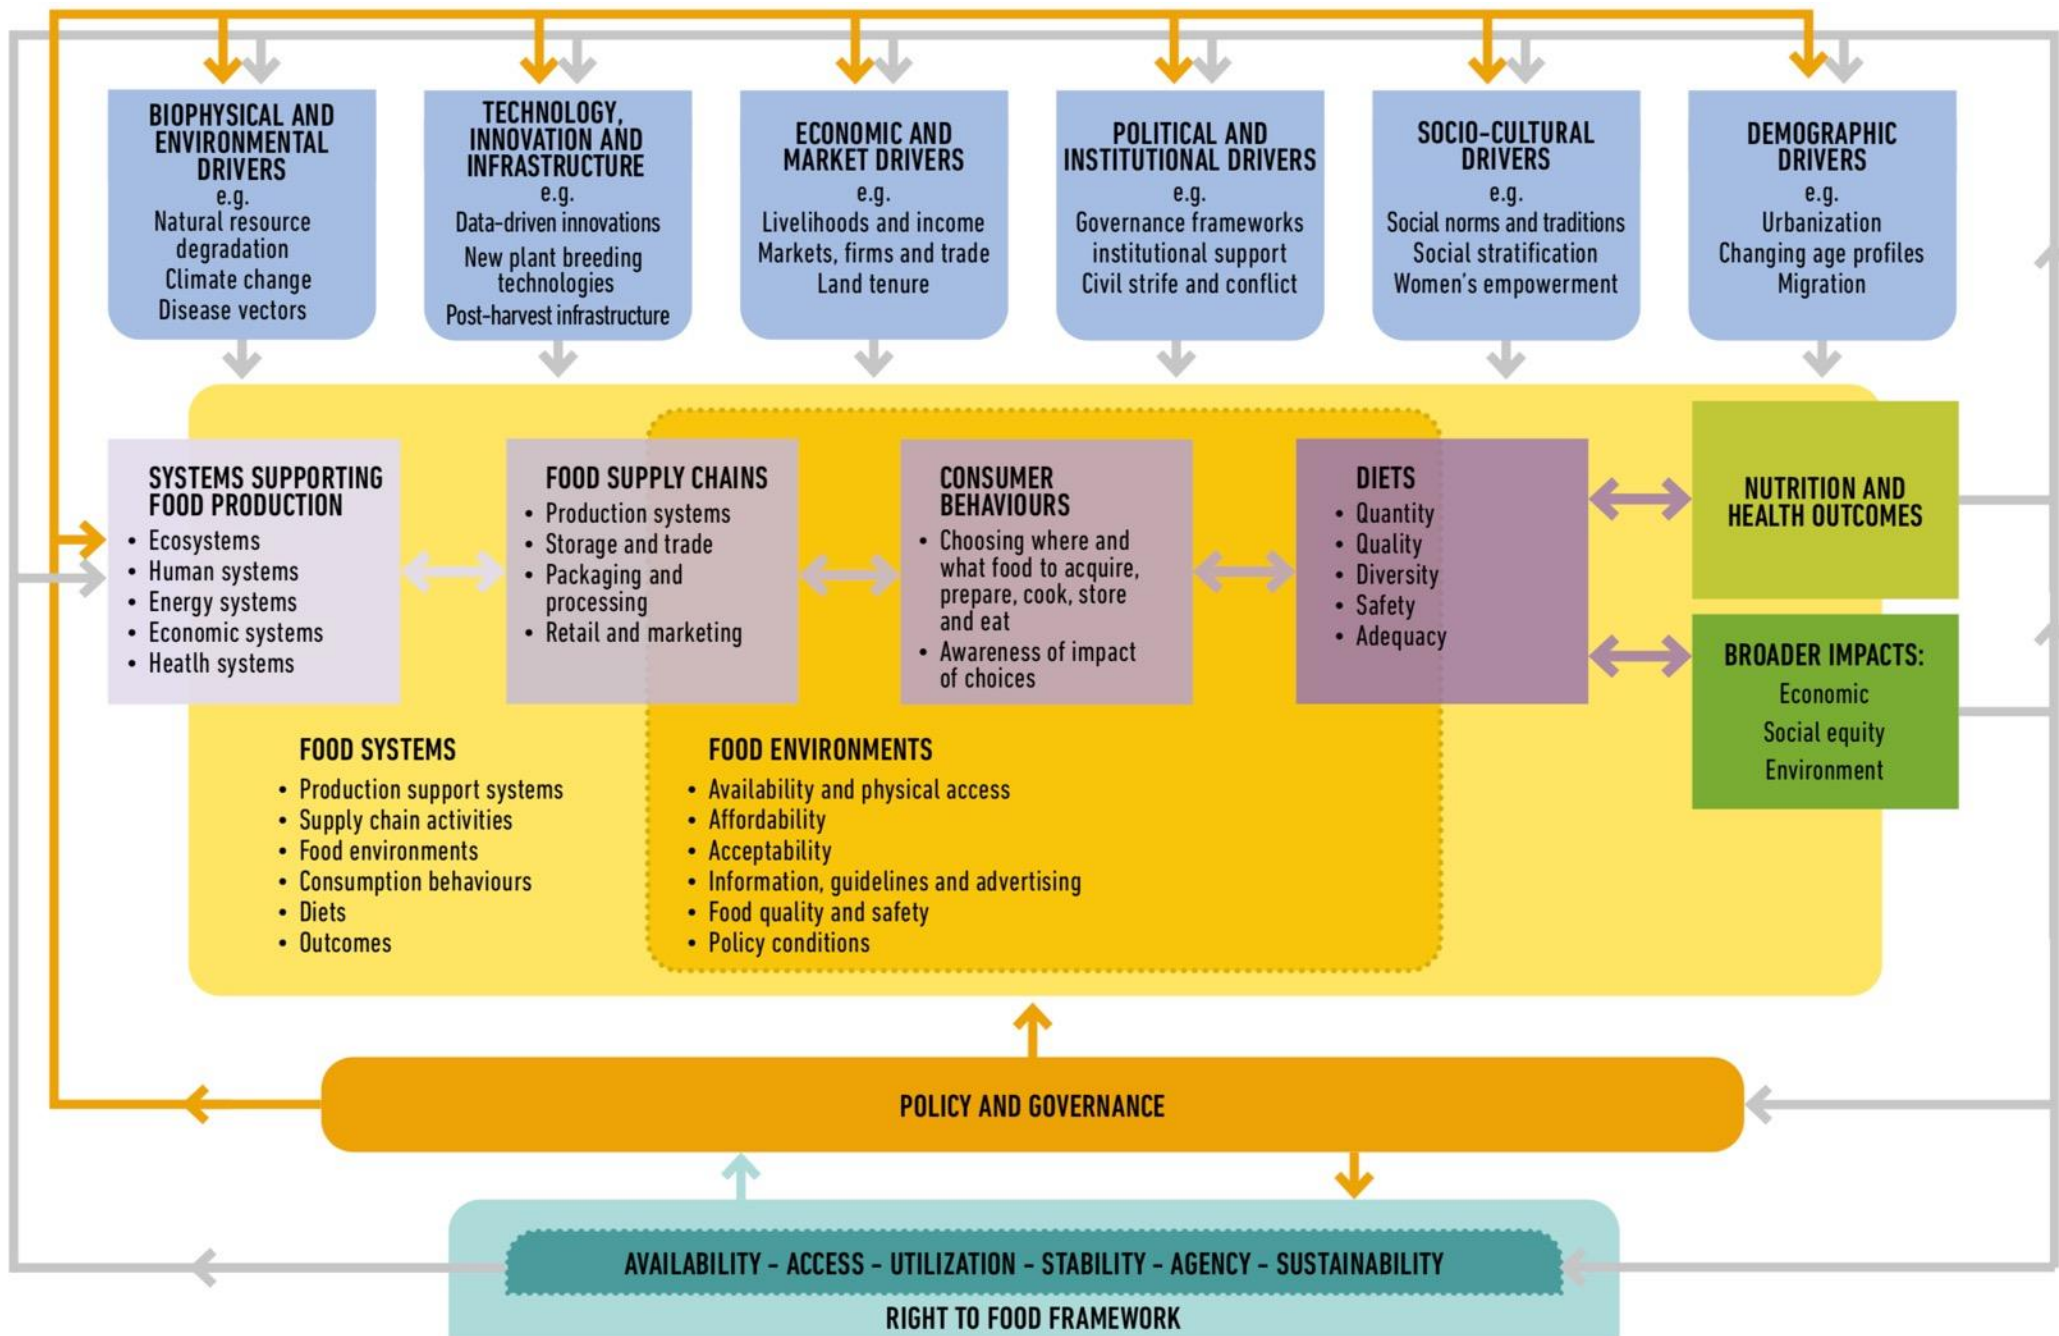 BIOPHYSICAL AND
ENVIRONMENTAL
DRIVERS
e.g.
Natural resource
degradation
Climate change
Disease vectors
TECHNOLOGY,
INNOVATION AND
INFRASTRUCTURE
e.g.
Data-driven innovations
New plant breeding
technologies
Post-harvest infrastructure
ECONOMIC AND
MARKET DRIVERS
e.g.
Livelihoods and income
Markets, firms and trade
Land tenure
POLITICAL AND
INSTITUTIONAL DRIVERS
e.g.
Governance frameworks
institutional support
Civil strife and conflict
SOCIO-CULTURAL
DRIVERS
e.g.
Social norms and traditions
Social stratification
Women's empowerment
DEMOGRAPHIC
DRIVERS
e.g.
Urbanization
Changing age profiles
Migration
SYSTEMS SUPPORTING
FOOD PRODUCTION
• Ecosystems
• Human systems
• Energy systems
• Economic systems
• Heatlh systems
FOOD SUPPLY CHAINS
• Production systems
• Storage and trade
• Packaging and
processing
• Retail and marketing
CONSUMER
BEHAVIOURS
• Choosing where and
what food to acquire,
prepare, cook, store
and eat
• Awareness of impact
of choices
DIETS
• Quantity
• Quality
• Diversity
• Safety
• Adequacy
NUTRITION AND
HEALTH OUTCOMES
BROADER IMPACTS:
Economic
Social equity
Environment
FOOD SYSTEMS
• Production support systems
• Supply chain activities
• Food environments
• Consumption behaviours
• Diets
• Outcomes
FOOD ENVIRONMENTS
• Availability and physical access
• Affordability
• Acceptability
• Information, guidelines and advertising
• Food quality and safety
• Policy conditions
POLICY AND GOVERNANCE
AVAILABILITY - ACCESS - UTILIZATION - STABILITY - AGENCY - SUSTAINABILITY
RIGHT TO FOOD FRAMEWORK